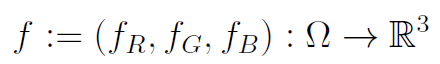 f := (f_R, f_G, f_B) : Ω → ℝ³